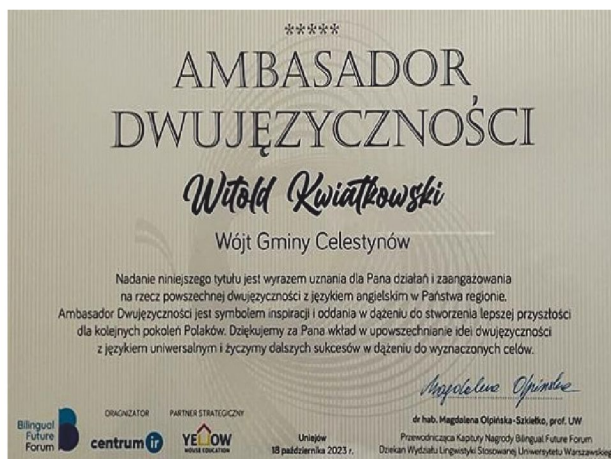 *****
AMBASADOR
DWUJĘZYCZNOŚCI
Witold Kwiatkowski
Wójt Gminy Celestynów
Nadanie niniejszego tytułu jest wyrazem uznania dla Pana działań i zaangażowania
na rzecz powszechnej dwujęzyczności z językiem angielskim w Państwa regionie.
Ambasador Dwujęzyczności jest symbolem inspiracji i oddania w dążeniu do stworzenia lepszej przyszłości
dla kolejnych pokoleń Polaków. Dziękujemy za Pana wkład w upowszechnianie idei dwujęzyczności
z językiem uniwersalnym i życzymy dalszych sukcesów w dążeniu do wyznaczonych celów.
Magdalena Olpińska
dr hab. Magdalena Olpińska-Szkiełko, prof. UW
Przewodnicząca Kapituły Nagrody Bilingual Future Forum
Dziekan Wydziału Lingwistyki Stosowanej Uniwersytetu Warszawskiego
Bilingual
Future
Forum
ORGANIZATOR
centrum ir
PARTNER STRATEGICZNY
YELLOW
HOUSE EDUCATION
Uniejów
18 października 2023 r.